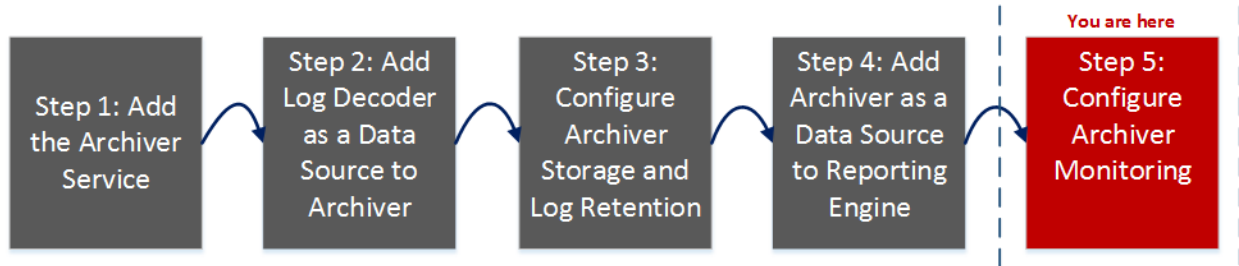 You are here
Step 1: Add
the Archiver
Service
Step 2: Add
Log Decoder
as a Data
Source to
Archiver
Step 3:
Configure
Archiver
Storage and
Log Retention
Step 4: Add
Archiver as a
Data Source
to Reporting
Engine
Step 5:
Configure
Archiver
Monitoring